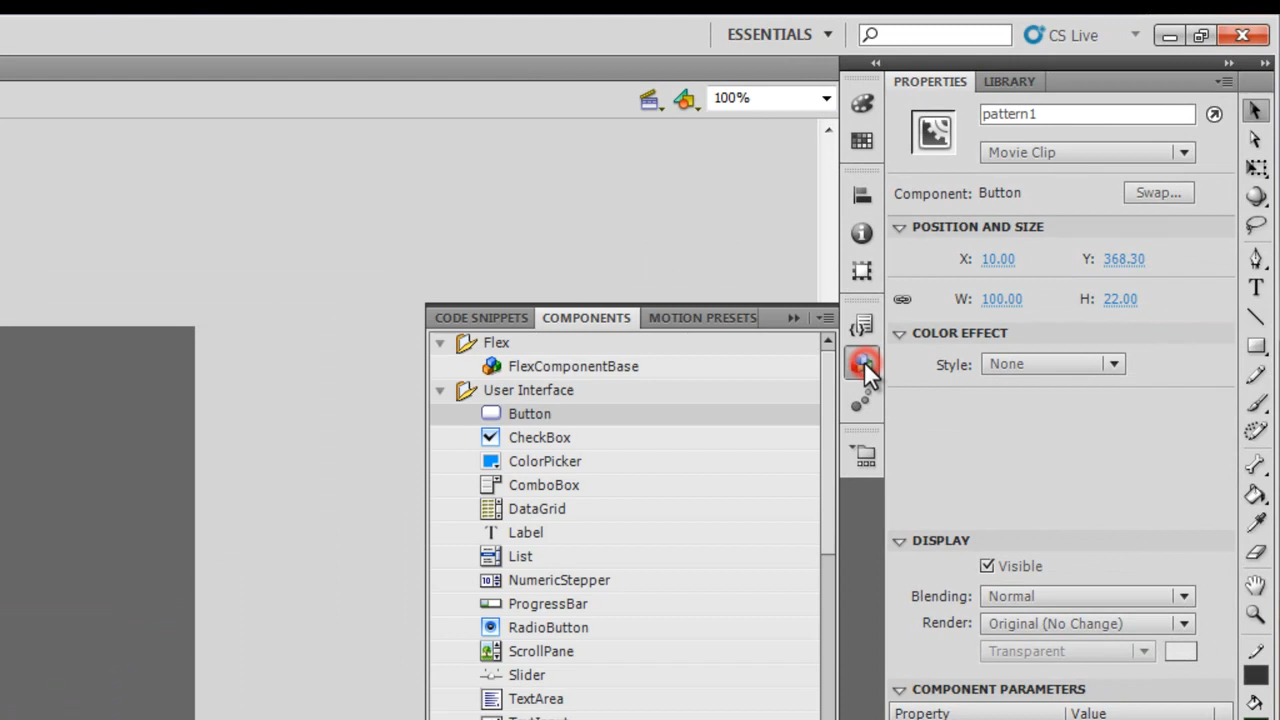 ESSENTIALS
CS Live
100%
PROPERTIES
LIBRARY
pattern1
Movie Clip
Component: Button
Swap...
POSITION AND SIZE
X: 10.00 Y: 368.30
W: 100.00 H: 22.00
COLOR EFFECT
Style: None
CODE SNIPPETS
COMPONENTS
MOTION PRESETS
Flex
FlexComponentBase
User Interface
Button
CheckBox
ColorPicker
ComboBox
DataGrid
Label
List
NumericStepper
ProgressBar
RadioButton
ScrollPane
Slider
TextArea
DISPLAY
Visible
Blending: Normal
Render: Original (No Change)
Transparent
COMPONENT PARAMETERS
Property Value